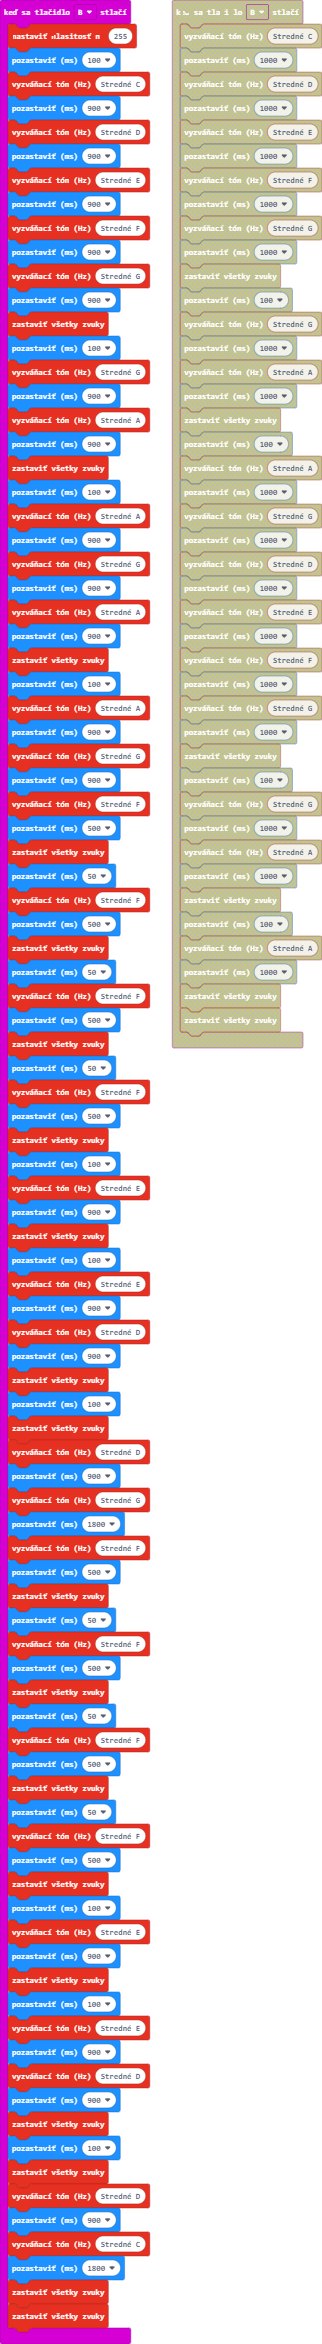 keď sa tlačidlo B stlačí
nastaviť hlasitosť n 255
pozastaviť (ms) 100
vyzváňací tón (Hz) Stredné C
pozastaviť (ms) 900
vyzváňací tón (Hz) Stredné D
pozastaviť (ms) 900
vyzváňací tón (Hz) Stredné E
pozastaviť (ms) 900
vyzváňací tón (Hz) Stredné F
pozastaviť (ms) 900
vyzváňací tón (Hz) Stredné G
pozastaviť (ms) 900
zastaviť všetky zvuky
pozastaviť (ms) 100
vyzváňací tón (Hz) Stredné G
pozastaviť (ms) 900
vyzváňací tón (Hz) Stredné A
pozastaviť (ms) 900
zastaviť všetky zvuky
pozastaviť (ms) 100
vyzváňací tón (Hz) Stredné A
pozastaviť (ms) 900
vyzváňací tón (Hz) Stredné G
pozastaviť (ms) 900
vyzváňací tón (Hz) Stredné A
pozastaviť (ms) 900
zastaviť všetky zvuky
pozastaviť (ms) 100
vyzváňací tón (Hz) Stredné A
pozastaviť (ms) 900
vyzváňací tón (Hz) Stredné G
pozastaviť (ms) 900
vyzváňací tón (Hz) Stredné F
pozastaviť (ms) 500
zastaviť všetky zvuky
pozastaviť (ms) 50
vyzváňací tón (Hz) Stredné F
pozastaviť (ms) 500
zastaviť všetky zvuky
pozastaviť (ms) 50
vyzváňací tón (Hz) Stredné F
pozastaviť (ms) 500
zastaviť všetky zvuky
pozastaviť (ms) 50
vyzváňací tón (Hz) Stredné F
pozastaviť (ms) 500
zastaviť všetky zvuky
pozastaviť (ms) 100
vyzváňací tón (Hz) Stredné E
pozastaviť (ms) 900
zastaviť všetky zvuky
pozastaviť (ms) 100
vyzváňací tón (Hz) Stredné E
pozastaviť (ms) 900
vyzváňací tón (Hz) Stredné D
pozastaviť (ms) 900
zastaviť všetky zvuky
pozastaviť (ms) 100
zastaviť všetky zvuky
vyzváňací tón (Hz) Stredné D
pozastaviť (ms) 900
vyzváňací tón (Hz) Stredné G
pozastaviť (ms) 1800
vyzváňací tón (Hz) Stredné F
pozastaviť (ms) 500
zastaviť všetky zvuky
pozastaviť (ms) 50
vyzváňací tón (Hz) Stredné F
pozastaviť (ms) 500
zastaviť všetky zvuky
pozastaviť (ms) 50
vyzváňací tón (Hz) Stredné F
pozastaviť (ms) 500
zastaviť všetky zvuky
pozastaviť (ms) 50
vyzváňací tón (Hz) Stredné F
pozastaviť (ms) 500
zastaviť všetky zvuky
pozastaviť (ms) 100
vyzváňací tón (Hz) Stredné E
pozastaviť (ms) 900
zastaviť všetky zvuky
pozastaviť (ms) 100
vyzváňací tón (Hz) Stredné E
pozastaviť (ms) 900
vyzváňací tón (Hz) Stredné D
pozastaviť (ms) 900
zastaviť všetky zvuky
pozastaviť (ms) 100
zastaviť všetky zvuky
vyzváňací tón (Hz) Stredné D
pozastaviť (ms) 900
vyzváňací tón (Hz) Stredné C
pozastaviť (ms) 1800
zastaviť všetky zvuky
zastaviť všetky zvuky
sa B stlačí
vyzváňací tón (Hz) Stredné C
pozastaviť (ms) 1000
vyzváňací tón (Hz) Stredné D
pozastaviť (ms) 1000
vyzváňací tón (Hz) Stredné E
pozastaviť (ms) 1000
vyzváňací tón (Hz) Stredné F
pozastaviť (ms) 1000
vyzváňací tón (Hz) Stredné G
pozastaviť (ms) 1000
zastaviť všetky zvuky
pozastaviť (ms) 100
vyzváňací tón (Hz) Stredné G
pozastaviť (ms) 1000
vyzváňací tón (Hz) Stredné A
pozastaviť (ms) 1000
zastaviť všetky zvuky
pozastaviť (ms) 100
vyzváňací tón (Hz) Stredné A
pozastaviť (ms) 1000
vyzváňací tón (Hz) Stredné G
pozastaviť (ms) 1000
vyzváňací tón (Hz) Stredné D
pozastaviť (ms) 1000
vyzváňací tón (Hz) Stredné E
pozastaviť (ms) 1000
vyzváňací tón (Hz) Stredné F
pozastaviť (ms) 1000
vyzváňací tón (Hz) Stredné G
pozastaviť (ms) 1000
zastaviť všetky zvuky
pozastaviť (ms) 100
vyzváňací tón (Hz) Stredné G
pozastaviť (ms) 1000
vyzváňací tón (Hz) Stredné A
pozastaviť (ms) 1000
zastaviť všetky zvuky
pozastaviť (ms) 100
vyzváňací tón (Hz) Stredné A
pozastaviť (ms) 1000
zastaviť všetky zvuky
zastaviť všetky zvuky